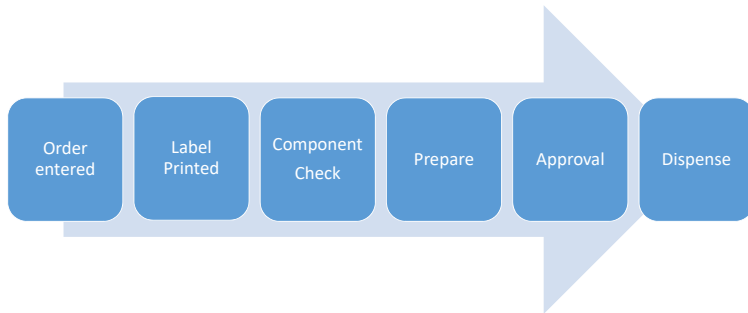 Order
entered
Label
Printed
Component
Check
Prepare
Approval
Dispense